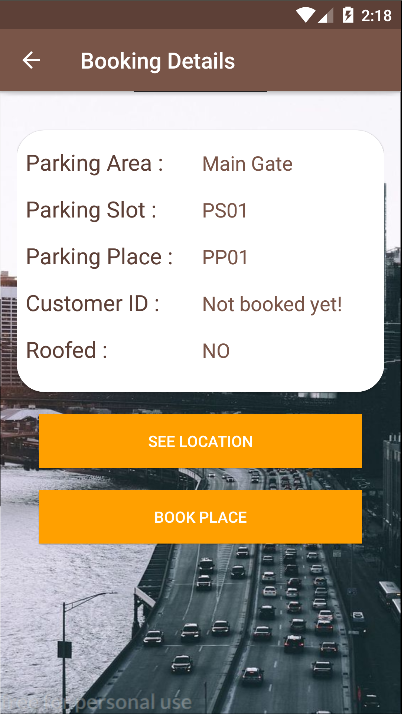 2:18
Booking Details
Parking Area : Main Gate
Parking Slot : PS01
Parking Place : PP01
Customer ID : Not booked yet!
Roofed : NO
SEE LOCATION
BOOK PLACE
personal use